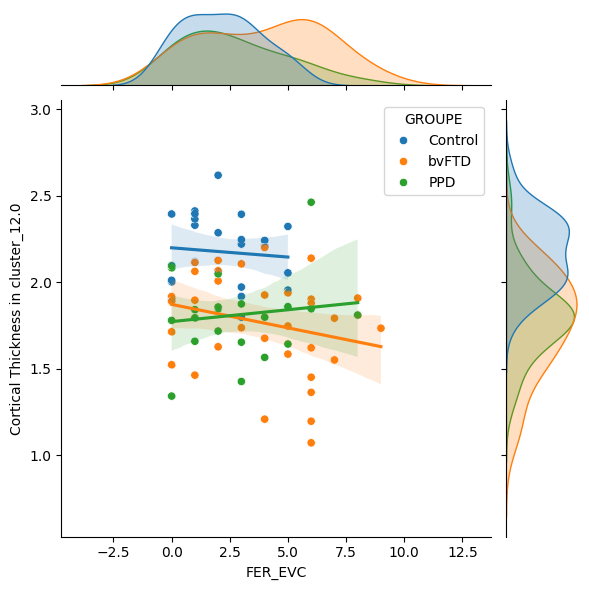 3.0
2.5
2.0
1.5
1.0
Cortical Thickness in cluster_12.0
GROUPE
Control
bvFTD
PPD
−2.5 0.0 2.5 5.0 7.5 10.0 12.5
FER_EVC